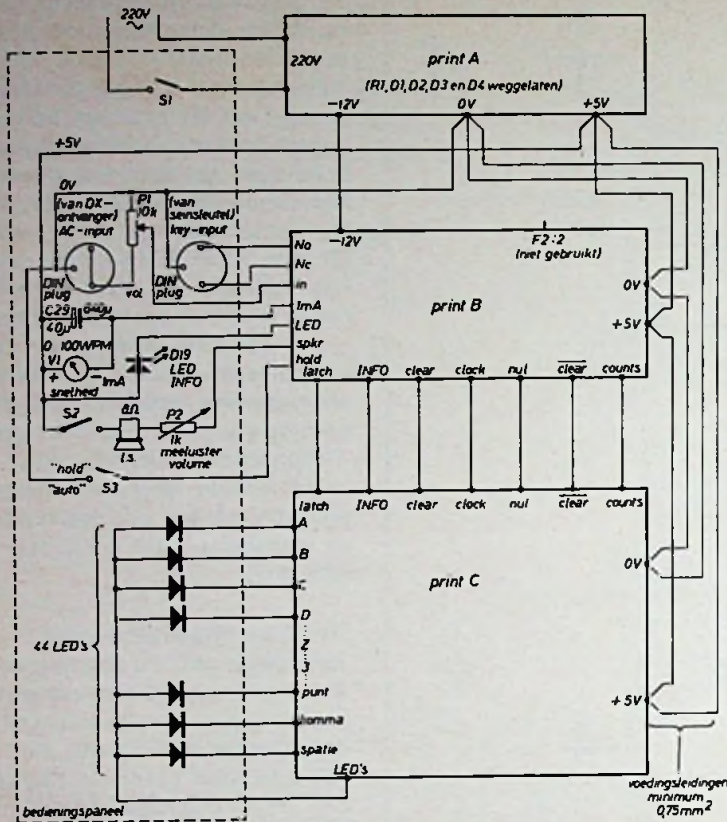 220V
print A
220V
(R1, D1, D2, D3 en D4 weggelaten)
S1
-12V
0V
+5V
+5V
0V
(van DX-
ontvanger)
AC-input
P1
10k
(van
seinsleutel)
key-input
DIN
plug
vol.
DIN
plug
C29
640µ
40µ
0 100WPM
V1
+
-1mA
snelheid
D19
LED
INFO
S2
8Ω
l.s.
P2
1k
meeluister
volume
"hold"
"auto"
S3
No
Nc
in
1mA
LED
spkr
hold
-12V
F2:2
(niet gebruikt)
print B
0V
+5V
latch
INFO
clear
clock
nul
clear
counts
latch
INFO
clear
clock
nul
clear
counts
A
B
C
D
Z
3
punt
komma
spatie
LED's
print C
0V
+5V
44 LED's
bedieningspaneel
voedingsleidingen
minimum
0,75mm²